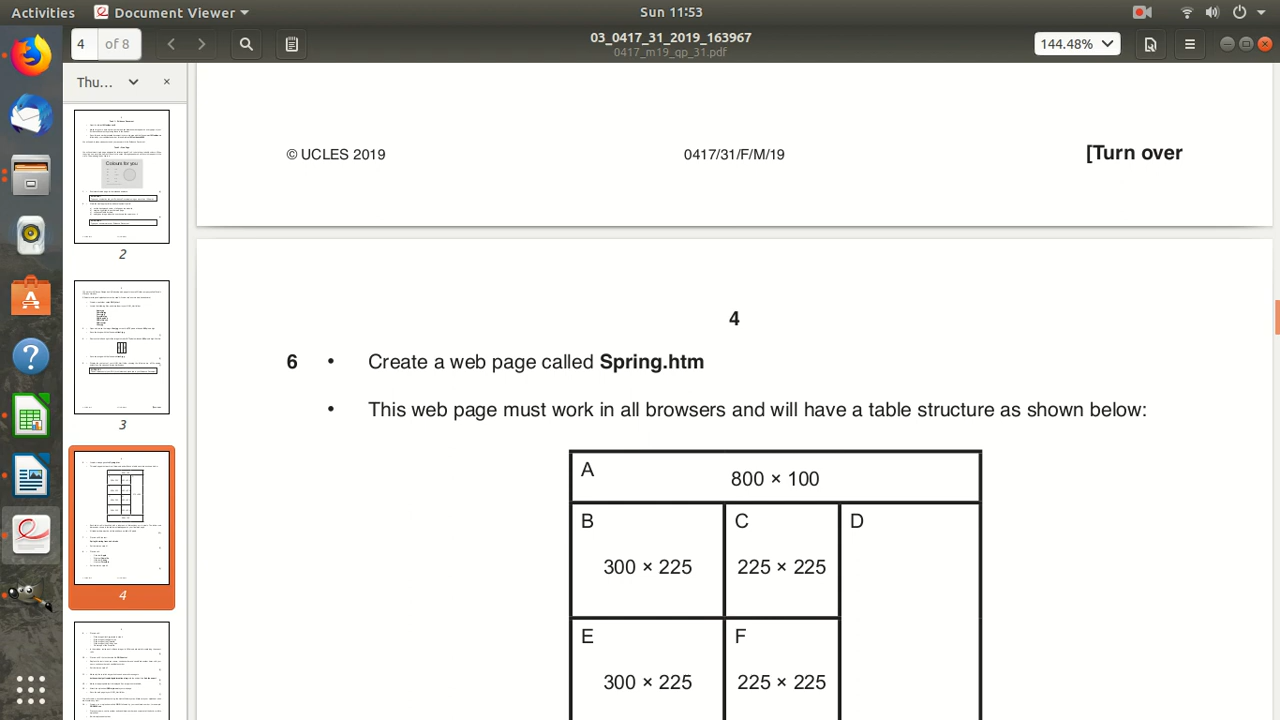 Activities
Document Viewer
Sun 11:53
4
of 8
03_0417_31_2019_163967
0417_m19_qp_31.pdf
144.48%
Thu...
×
2
3
4
© UCLES 2019
0417/31/F/M/19
[Turn over
4
6 • Create a web page called Spring.htm
• This web page must work in all browsers and will have a table structure as shown below:
A
800 × 100
B
C
D
300 × 225
225 × 225
E
F
300 × 225
225 × 225